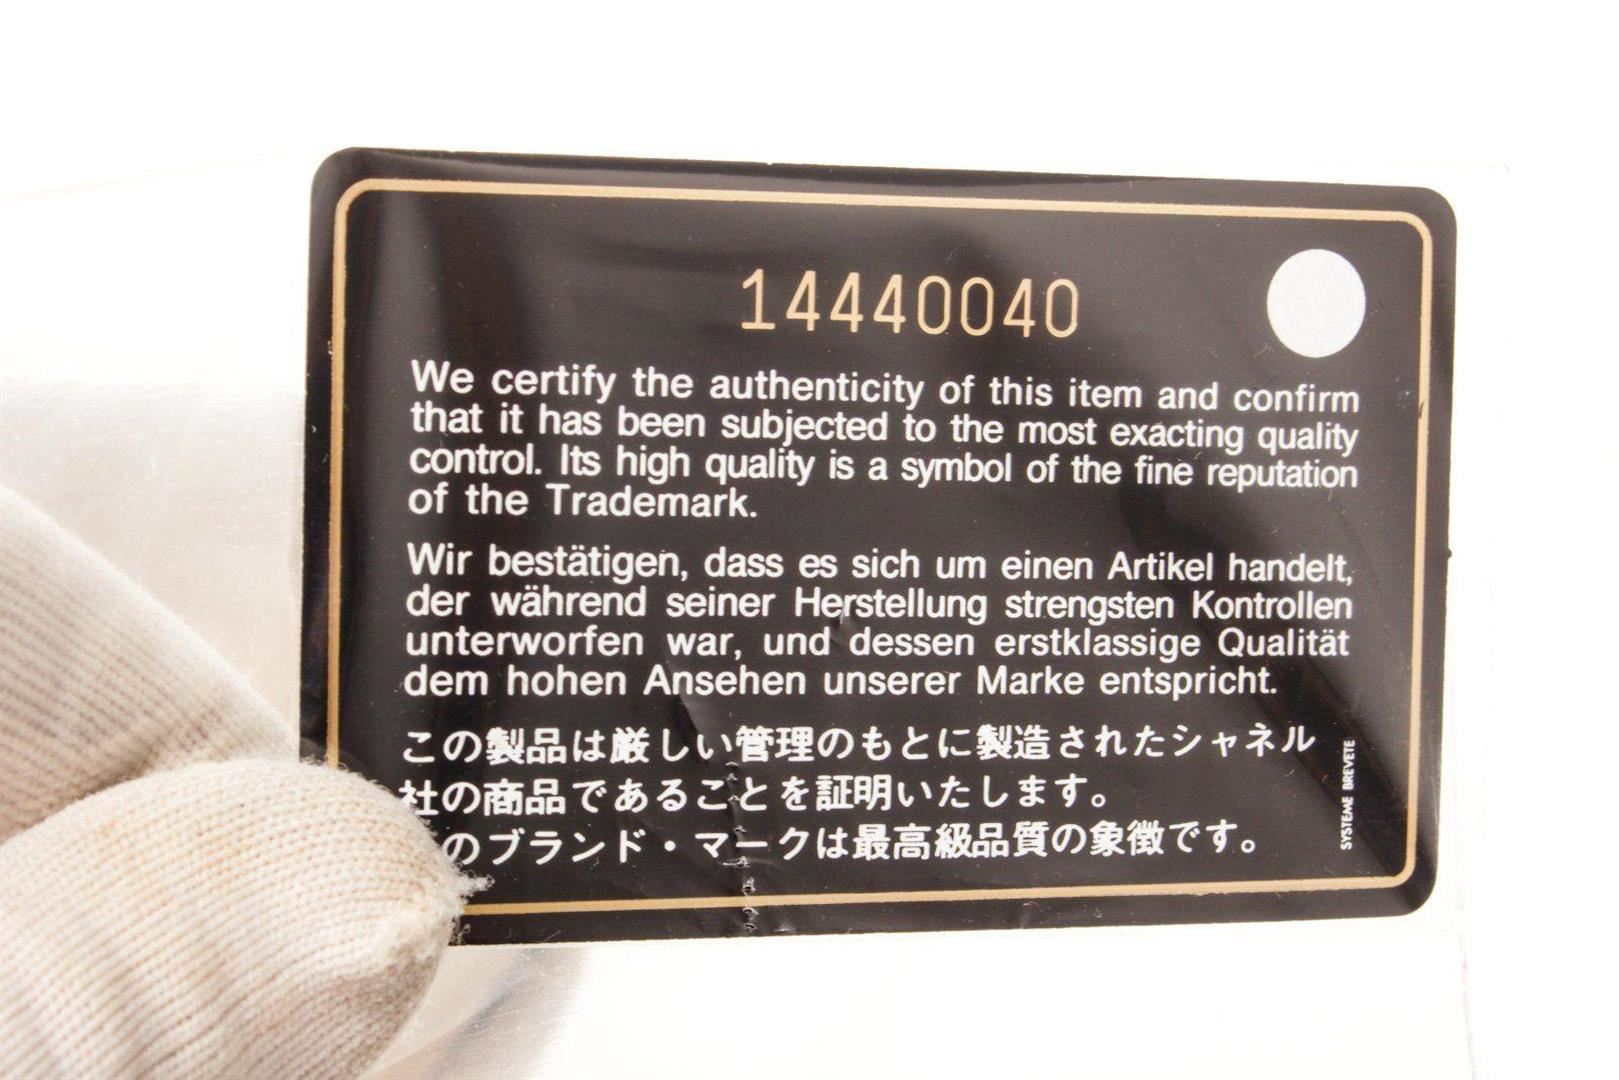 14440040
We certify the authenticity of this item and confirm
that it has been subjected to the most exacting quality
control. Its high quality is a symbol of the fine reputation
of the Trademark.
Wir bestätigen, dass es sich um einen Artikel handelt,
der während seiner Herstellung strengsten Kontrollen
unterworfen war, und dessen erstklassige Qualität
dem hohen Ansehen unserer Marke entspricht.
この製品は厳しい管理のもとに製造されたシャネル
社の商品であることを証明いたします。
のブランド・マークは最高級品質の象徴です。
SYSTEME BREVETE